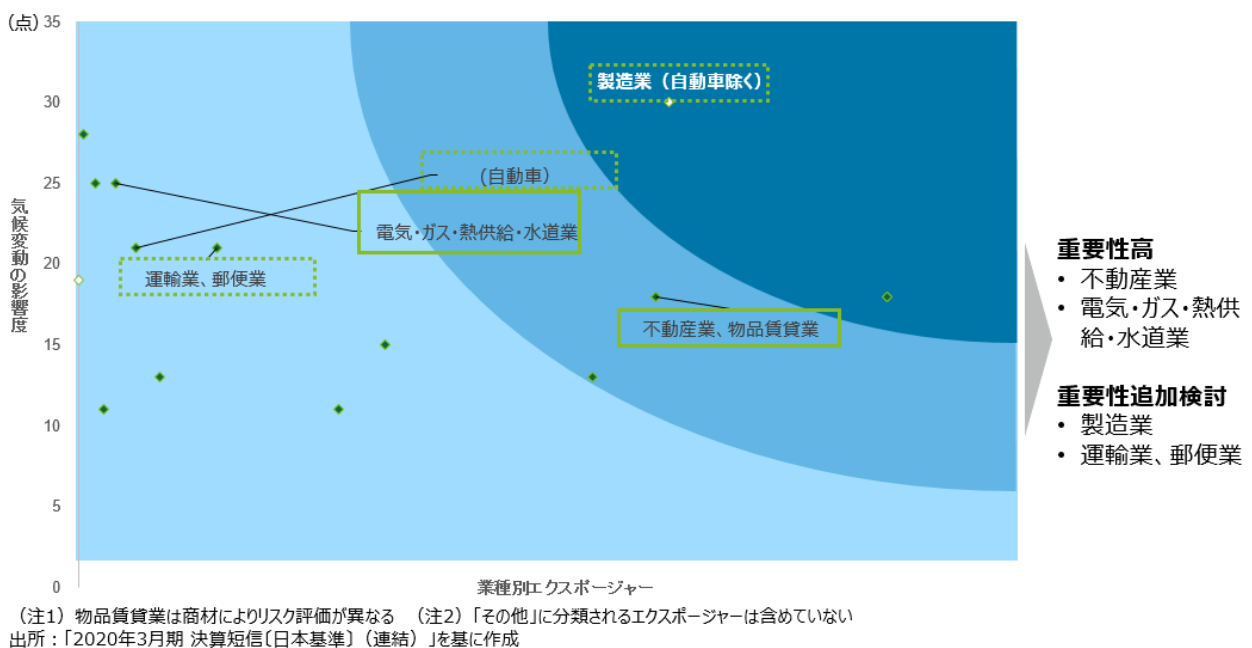 (点)
35
30
25
20
15
10
5
0
気候変動の影響度
製造業（自動車除く）
(自動車）
電気・ガス・熱供給・水道業
運輸業、郵便業
不動産業、物品賃貸業
業種別エクスポージャー
重要性高
• 不動産業
• 電気・ガス・熱供
給・水道業
重要性追加検討
• 製造業
• 運輸業、郵便業
（注1）物品賃貸業は商材によりリスク評価が異なる （注2）「その他」に分類されるエクスポージャーは含めていない
出所：「2020年3月期 決算短信〔日本基準〕（連結）」を基に作成